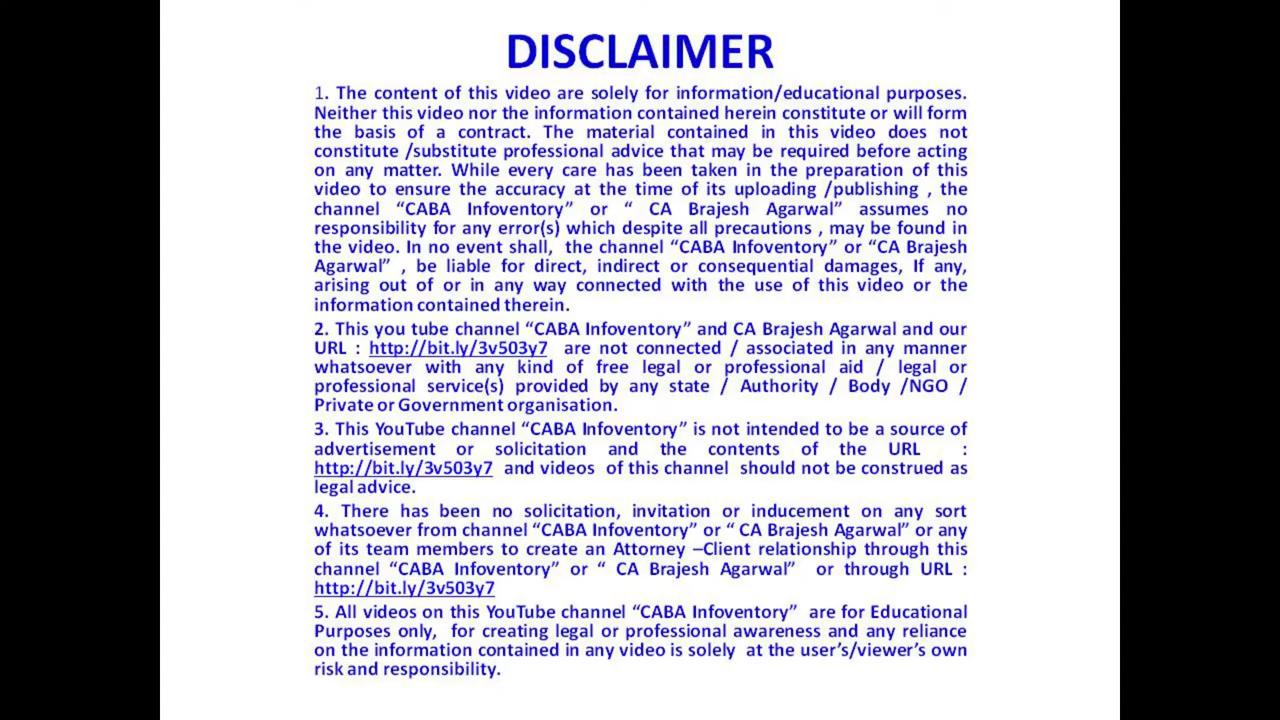 DISCLAIMER
1. The content of this video are solely for information/educational purposes.
Neither this video nor the information contained herein constitute or will form
the basis of a contract. The material contained in this video does not
constitute /substitute professional advice that may be required before acting
on any matter. While every care has been taken in the preparation of this
video to ensure the accuracy at the time of its uploading /publishing , the
channel “CABA Infoventory” or “ CA Brajesh Agarwal” assumes no
responsibility for any error(s) which despite all precautions , may be found in
the video. In no event shall, the channel “CABA Infoventory” or “CA Brajesh
Agarwal” , be liable for direct, indirect or consequential damages, If any,
arising out of or in any way connected with the use of this video or the
information contained therein.
2. This you tube channel “CABA Infoventory” and CA Brajesh Agarwal and our
URL : http://bit.ly/3v503y7 are not connected / associated in any manner
whatsoever with any kind of free legal or professional aid / legal or
professional service(s) provided by any state / Authority / Body /NGO /
Private or Government organisation.
3. This YouTube channel “CABA Infoventory” is not intended to be a source of
advertisement or solicitation and the contents of the URL :
http://bit.ly/3v503y7 and videos of this channel should not be construed as
legal advice.
4. There has been no solicitation, invitation or inducement on any sort
whatsoever from channel “CABA Infoventory” or “ CA Brajesh Agarwal” or any
of its team members to create an Attorney –Client relationship through this
channel “CABA Infoventory” or “ CA Brajesh Agarwal” or through URL :
http://bit.ly/3v503y7
5. All videos on this YouTube channel “CABA Infoventory” are for Educational
Purposes only, for creating legal or professional awareness and any reliance
on the information contained in any video is solely at the user’s/viewer’s own
risk and responsibility.